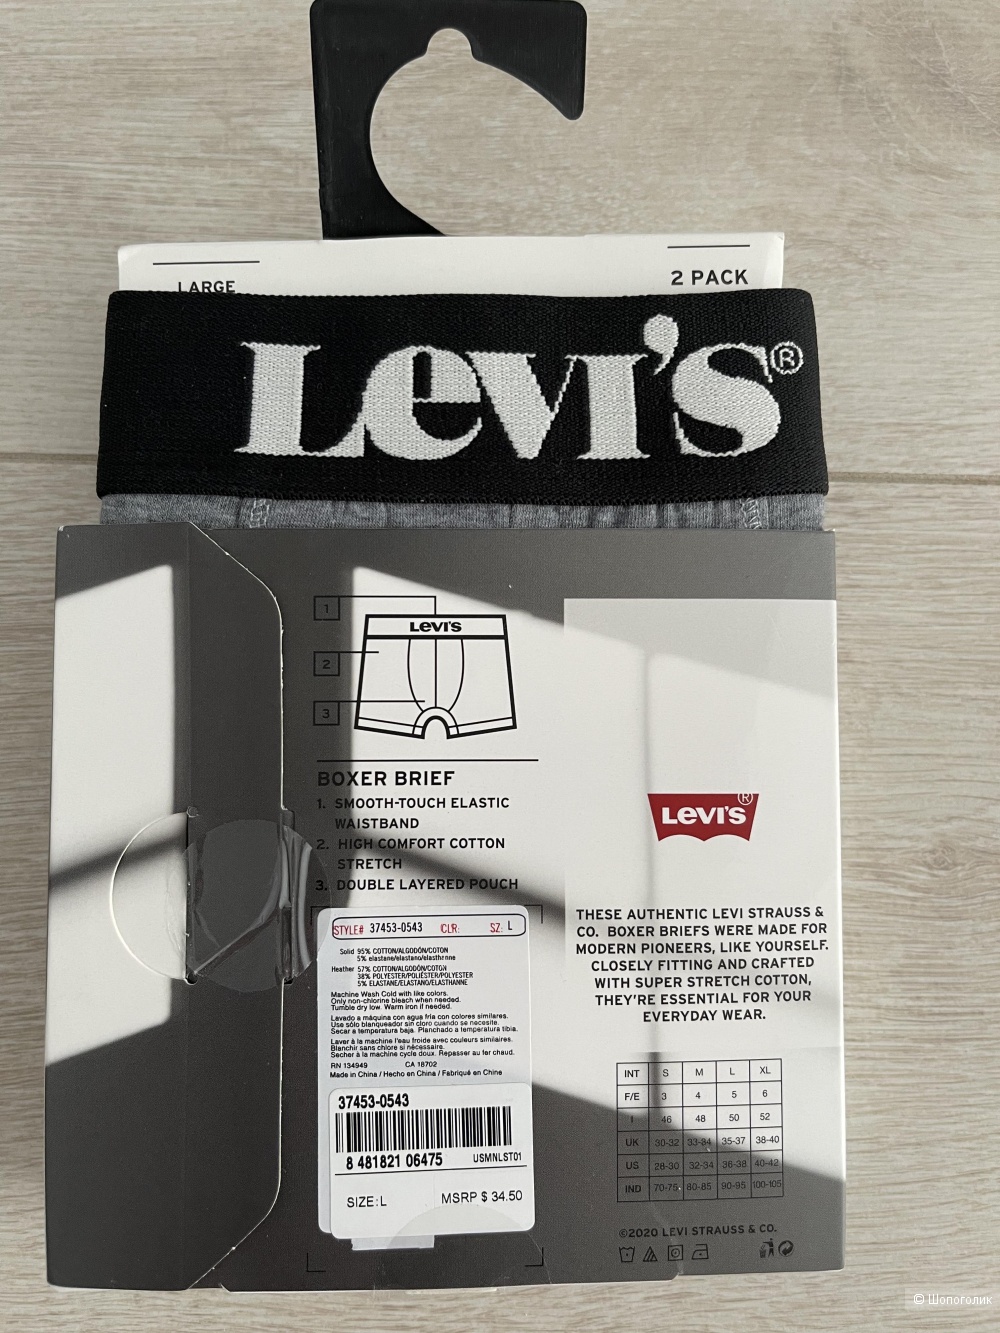 LARGE
2 PACK
LEVI'S®
1
LEVI'S
2
3
BOXER BRIEF
1. SMOOTH-TOUCH ELASTIC
WAISTBAND
2. HIGH COMFORT COTTON
STRETCH
3. DOUBLE LAYERED POUCH
LEVI'S®
THESE AUTHENTIC LEVI STRAUSS &
CO. BOXER BRIEFS WERE MADE FOR
MODERN PIONEERS, LIKE YOURSELF.
CLOSELY FITTING AND CRAFTED
WITH SUPER STRETCH COTTON,
THEY'RE ESSENTIAL FOR YOUR
EVERYDAY WEAR.
STYLE# 37453-0543 CLR: SZ: L
Solid 95% COTTON/ALGODÓN/COTON
5% elastane/elastano/elasthanne
Heather 57% COTTON/ALGODÓN/COTON
38% POLYESTER/POLIÉSTER/POLYESTER
5% ELASTANE/ELASTANO/ELASTHANNE
Machine Wash Cold with like colors.
Only non-chlorine bleach when needed.
Tumble dry low. Warm iron if needed.
Lavado a máquina con agua fría con colores similares.
Use sólo blanqueador sin cloro cuando se necesite.
Secar a temperatura baja. Planchado a temperatura tibia.
Laver à la machine l'eau froide avec couleurs similaires.
Blanchir sans chlore si nécessaire.
Secher à la machine cycle doux. Repasser au fer chaud.
RN 134949 CA 18702
Made in China / Hecho en China / Fabriqué en Chine
37453-0543
8 481821 06475 USMNLST01
SIZE:L MSRP $ 34.50
INT S M L XL
F/E 3 4 5 6
I 46 48 50 52
UK 30-32 33-34 35-37 38-40
US 28-30 32-34 36-38 40-42
IND 70-75 80-85 90-95 100-105
©2020 LEVI STRAUSS & CO.
© Шопоголик